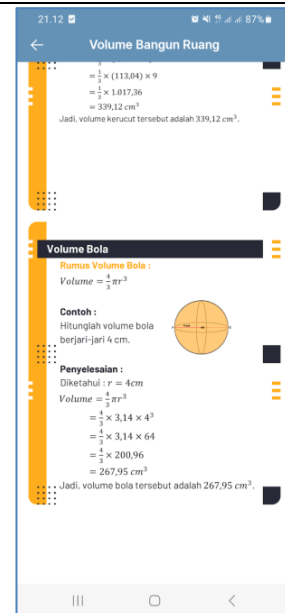 21.12
87%
Volume Bangun Ruang
= 1/3 × (113,04) × 9
= 1/3 × 1.017,36
= 339,12 cm³
Jadi, volume kerucut tersebut adalah 339,12 cm³.
Volume Bola
Rumus Volume Bola :
Volume = 4/3 πr³
Contoh :
Hitunglah volume bola
berjari-jari 4 cm.
Penyelesaian :
Diketahui : r = 4cm
Volume = 4/3 πr³
= 4/3 × 3,14 × 4³
= 4/3 × 3,14 × 64
= 4/3 × 200,96
= 267,95 cm³
Jadi, volume bola tersebut adalah 267,95 cm³.